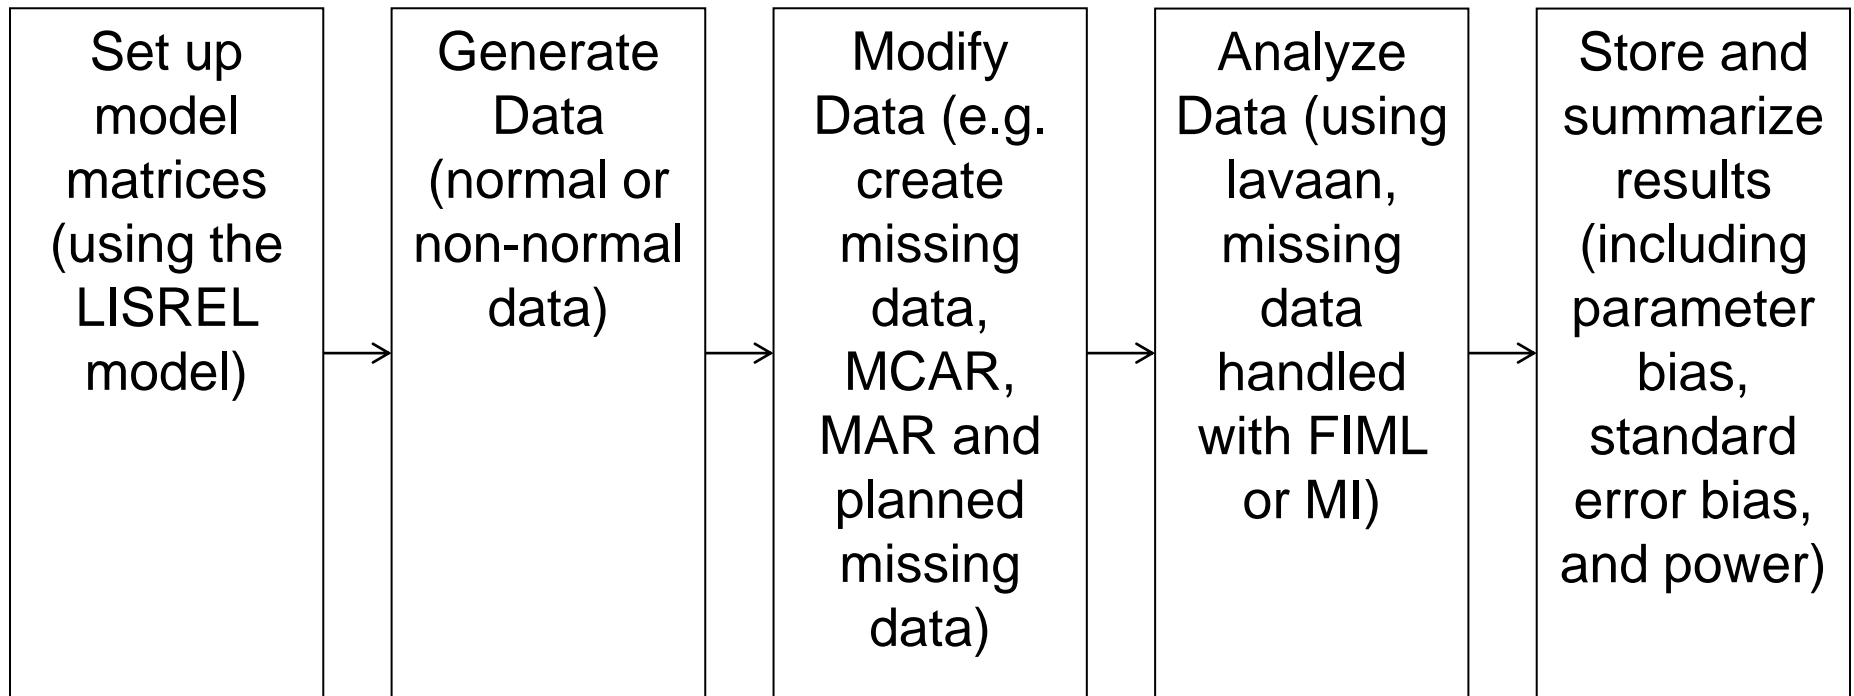 Set up
model
matrices
(using the
LISREL
model)
Generate
Data
(normal or
non-normal
data)
Modify
Data (e.g.
create
missing
data,
MCAR,
MAR and
planned
missing
data)
Analyze
Data (using
lavaan,
missing
data
handled
with FIML
or MI)
Store and
summarize
results
(including
parameter
bias,
standard
error bias,
and power)